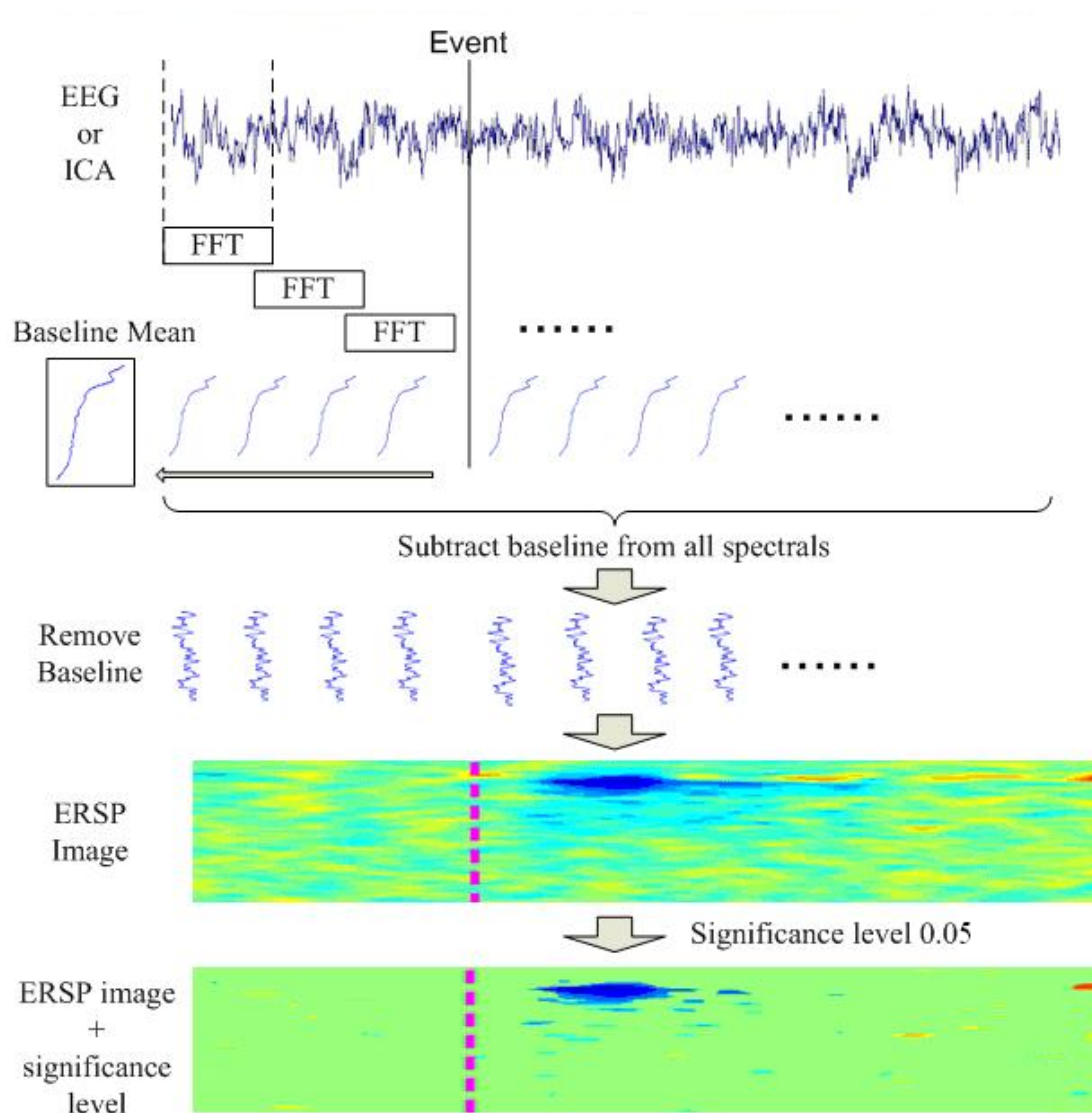 Event
EEG
or
ICA
FFT
FFT
FFT
Baseline Mean
Subtract baseline from all spectrals
Remove
Baseline
ERSP
Image
Significance level 0.05
ERSP image
+
significance
level